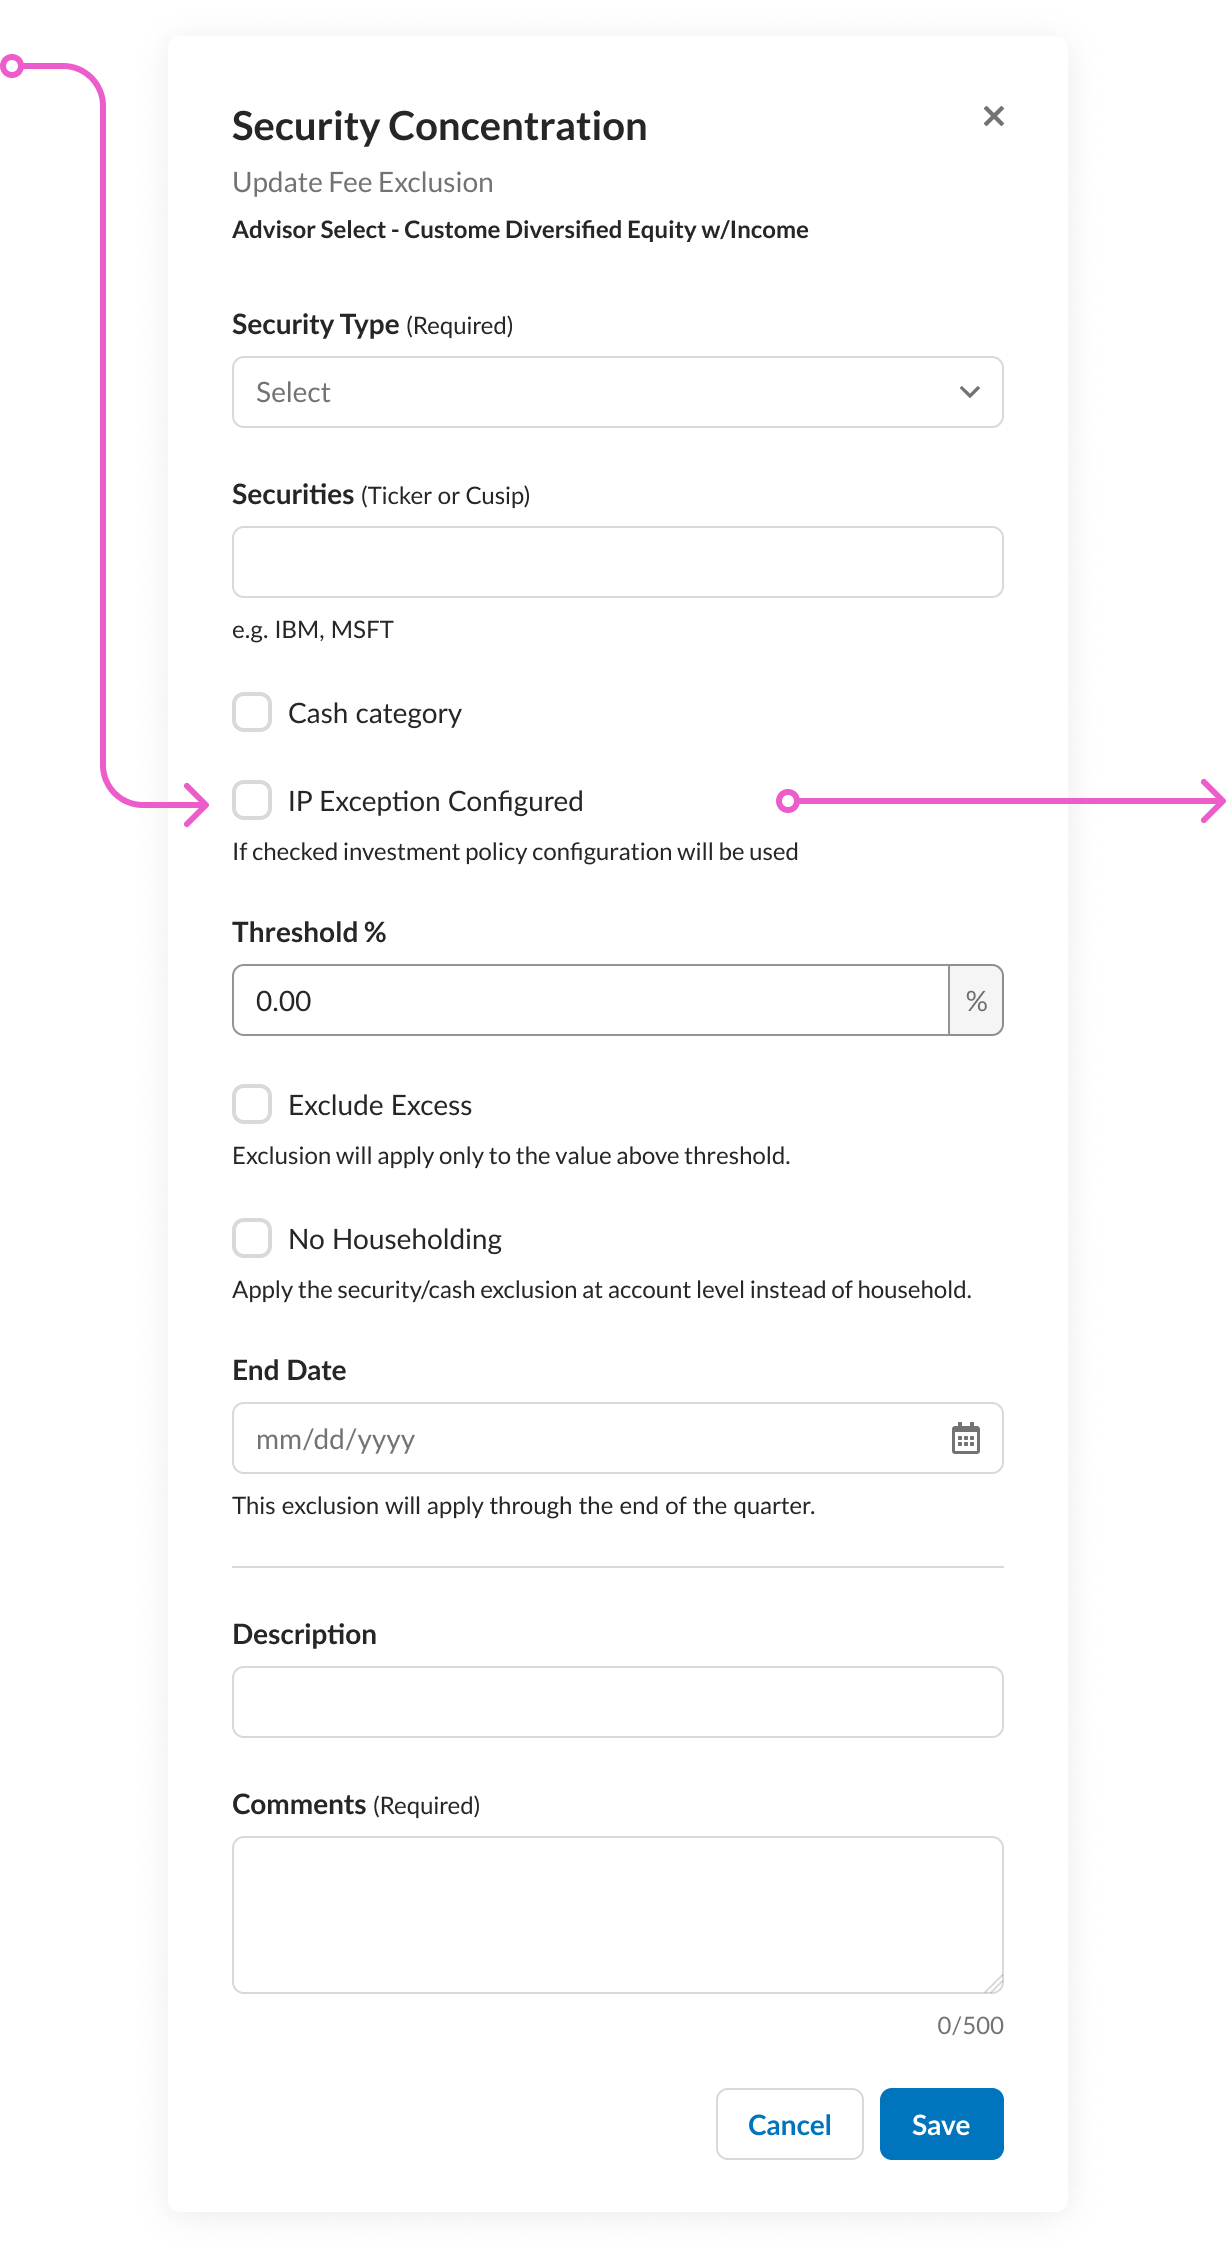 Security Concentration
Update Fee Exclusion
Advisor Select - Custome Diversified Equity w/Income
Security Type (Required)
Select
Securities (Ticker or Cusip)
e.g. IBM, MSFT
Cash category
IP Exception Configured
If checked investment policy configuration will be used
Threshold %
0.00 %
Exclude Excess
Exclusion will apply only to the value above threshold.
No Householding
Apply the security/cash exclusion at account level instead of household.
End Date
mm/dd/yyyy
This exclusion will apply through the end of the quarter.
Description
Comments (Required)
0/500
Cancel Save